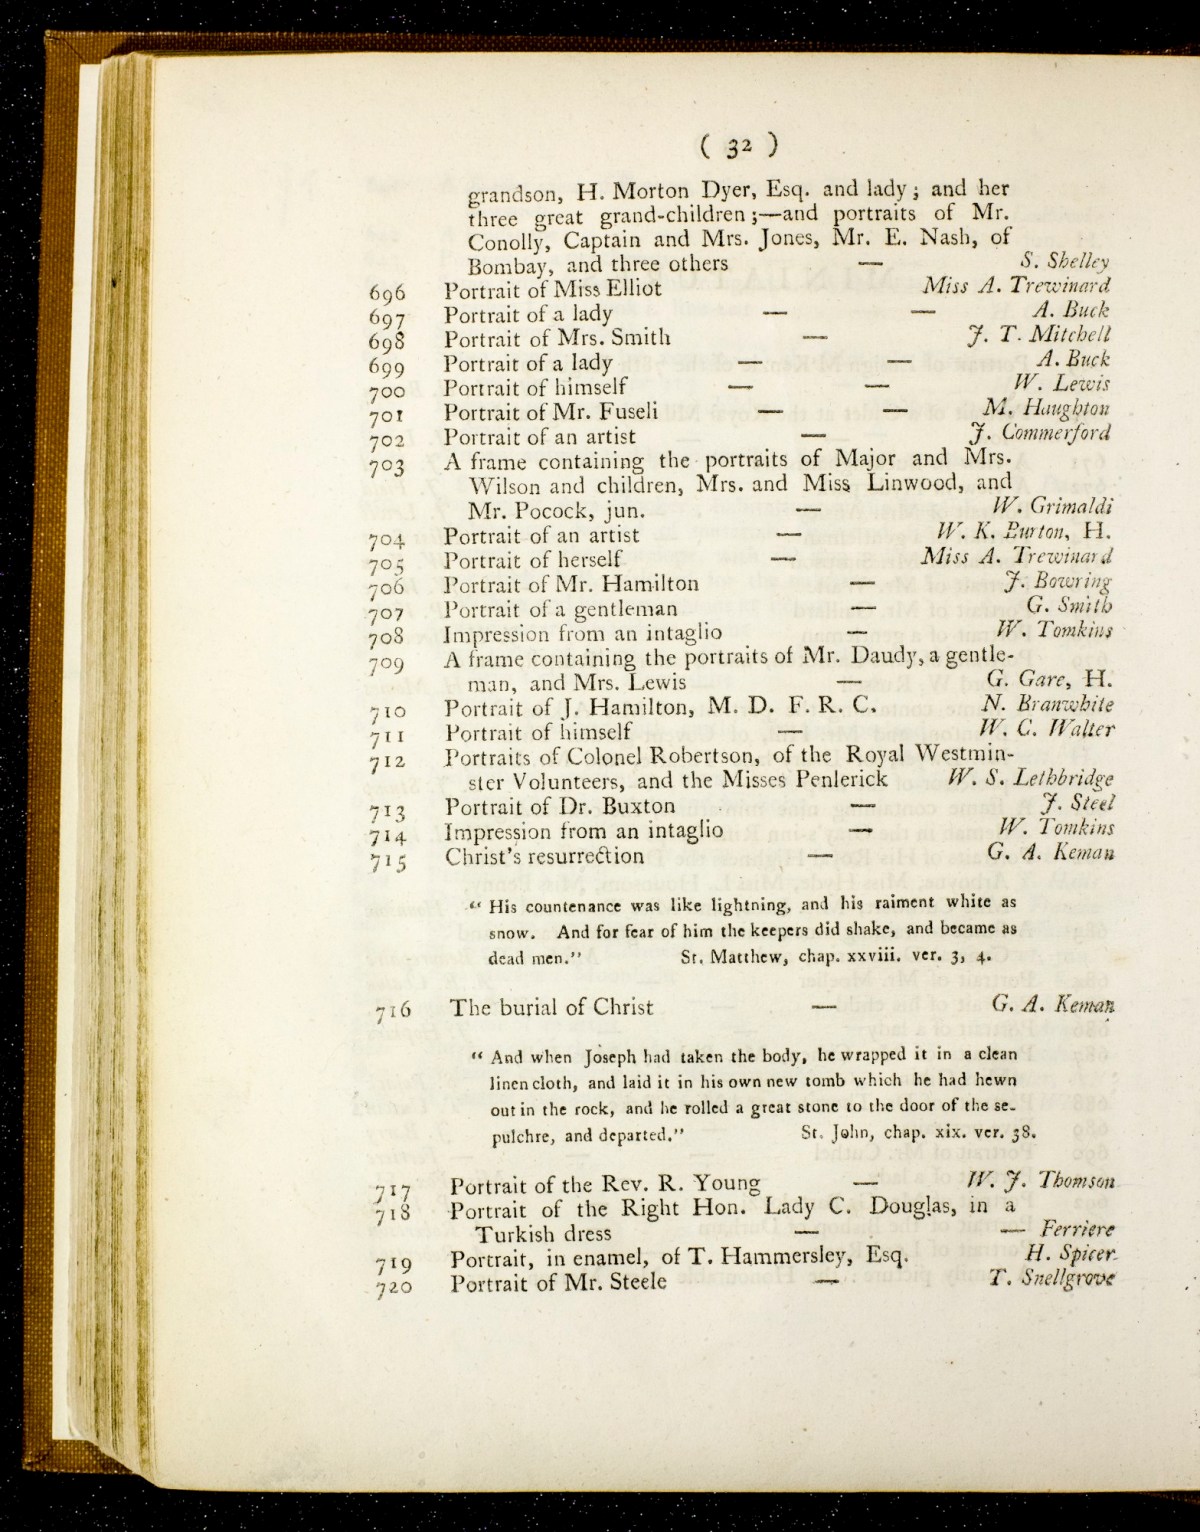 ( 32 )
grandson, H. Morton Dyer, Esq. and lady; and her
three great grand-children;—and portraits of Mr.
Conolly, Captain and Mrs. Jones, Mr. E. Nash, of
Bombay, and three others — S. Shelley
696 Portrait of Miss Elliot Miss A. Trewinard
697 Portrait of a lady — — A. Buck
698 Portrait of Mrs. Smith — J. T. Mitchell
699 Portrait of a lady — — A. Buck
700 Portrait of himself — — W. Lewis
701 Portrait of Mr. Fuseli — — M. Haughton
702 Portrait of an artist — J. Commerford
703 A frame containing the portraits of Major and Mrs.
Wilson and children, Mrs. and Miss Linwood, and
Mr. Pocock, jun. — W. Grimaldi
704 Portrait of an artist — W. K. Burton, H.
705 Portrait of herself — Miss A. Trewinard
706 Portrait of Mr. Hamilton — J. Bowring
707 Portrait of a gentleman — G. Smith
708 Impression from an intaglio — W. Tomkins
709 A frame containing the portraits of Mr. Daudy, a gentle-
man, and Mrs. Lewis — G. Gare, H.
710 Portrait of J. Hamilton, M. D. F. R. C. N. Branwhite
711 Portrait of himself — W. C. Walter
712 Portraits of Colonel Robertson, of the Royal Westmin-
ster Volunteers, and the Misses Penlerick W. S. Lethbridge
713 Portrait of Dr. Buxton — J. Steel
714 Impression from an intaglio — W. Tomkins
715 Christ's resurrection — G. A. Keman
“ His countenance was like lightning, and his raiment white as
snow. And for fear of him the keepers did shake, and became as
dead men.” St. Matthew, chap. xxviii. ver. 3, 4.
716 The burial of Christ — G. A. Keman
“ And when Joseph had taken the body, he wrapped it in a clean
linen cloth, and laid it in his own new tomb which he had hewn
out in the rock, and he rolled a great stone to the door of the se-
pulchre, and departed.” St. John, chap. xix. ver. 38.
717 Portrait of the Rev. R. Young — W. J. Thomson
718 Portrait of the Right Hon. Lady C. Douglas, in a
Turkish dress — — Ferriere
719 Portrait, in enamel, of T. Hammersley, Esq. H. Spicer
720 Portrait of Mr. Steele — T. Snellgrove